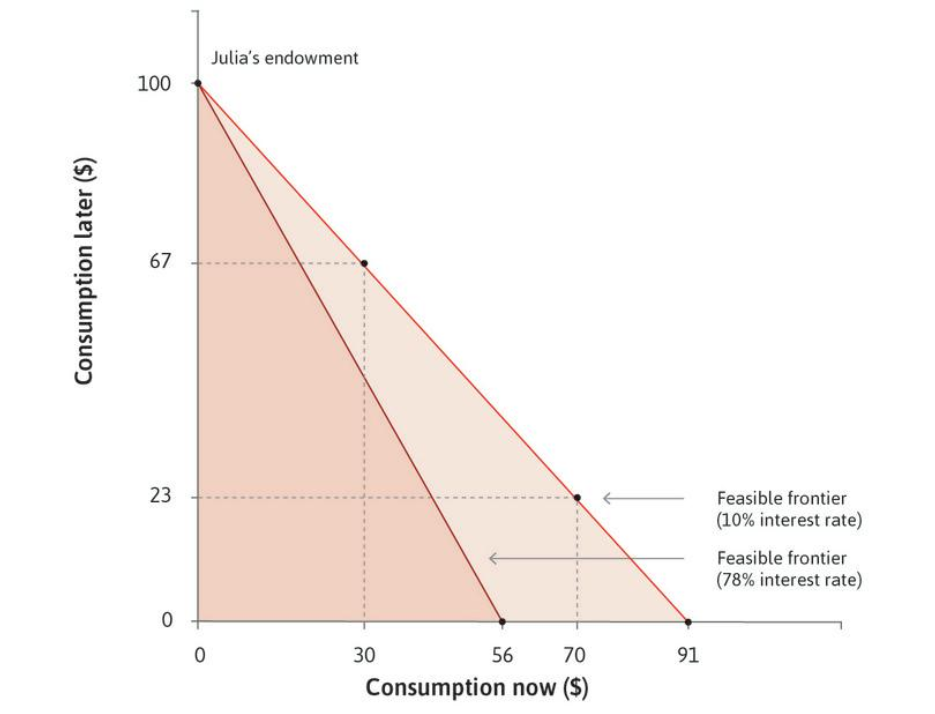 Julia's endowment
100
Consumption later ($)
67
23
Feasible frontier
(10% interest rate)
Feasible frontier
(78% interest rate)
0
0
30
56
70
91
Consumption now ($)